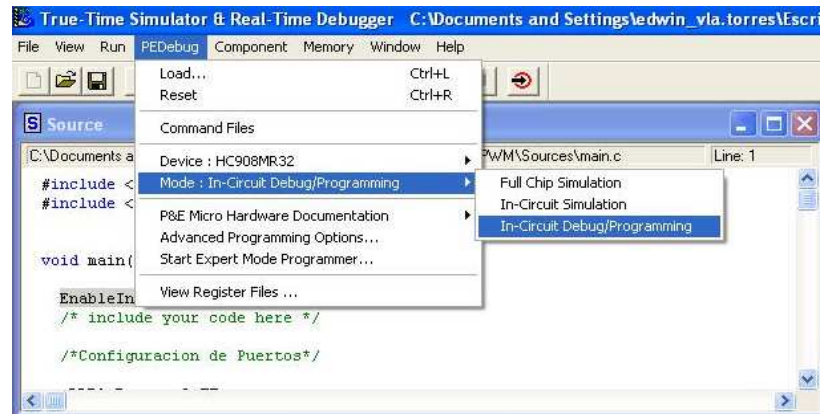 True-Time Simulator & Real-Time Debugger C:\Documents and Settings\edwin_vla.torres\Escri
File View Run PEDebug Component Memory Window Help
Load... Ctrl+L
Reset Ctrl+R
Command Files
Device : HC908MR32
Mode : In-Circuit Debug/Programming
P&E Micro Hardware Documentation
Advanced Programming Options...
Start Expert Mode Programmer...
View Register Files ...
Full Chip Simulation
In-Circuit Simulation
In-Circuit Debug/Programming
S Source
C:\Documents a PWM\Sources\main.c Line: 1
#include <
#include <
void main(
EnableIn
/* include your code here */
/*Configuracion de Puertos*/